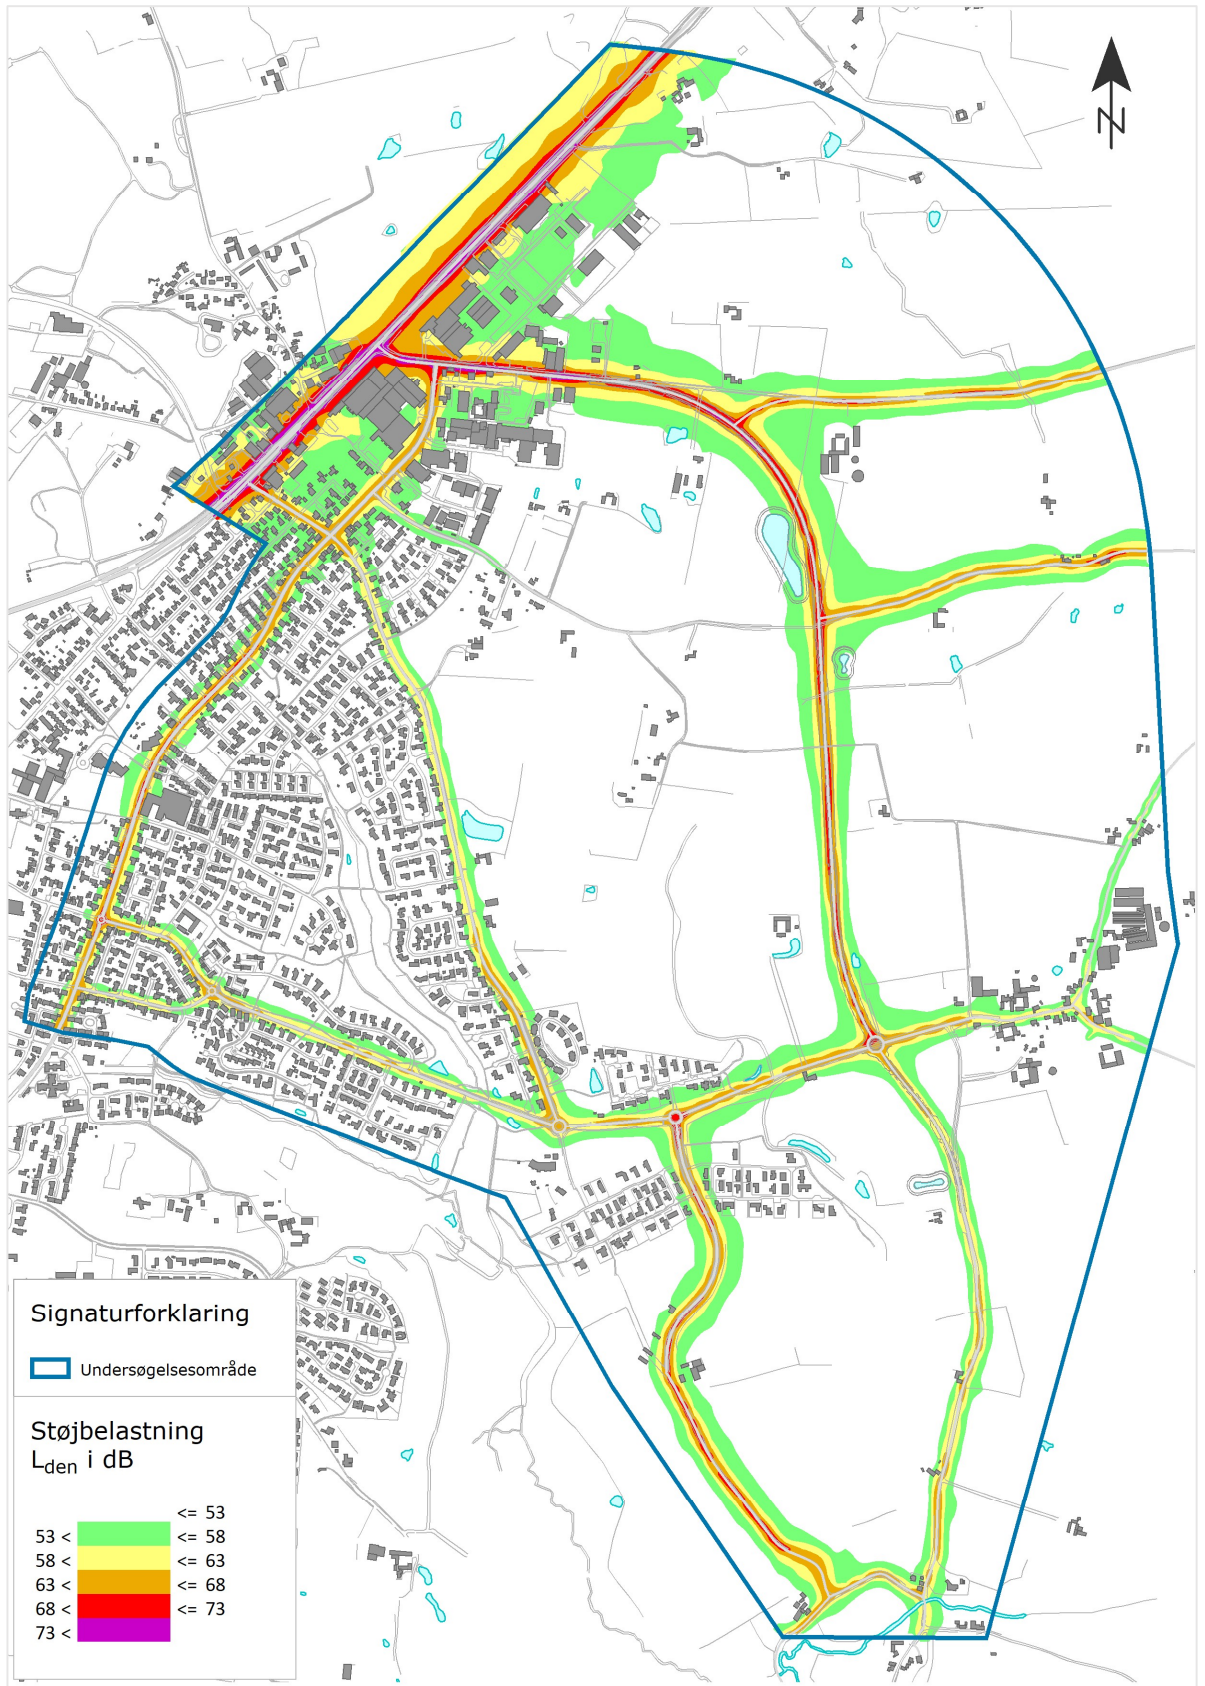 N
Signaturforklaring
Undersøgelsesområde
Støjbelastning
Lden i dB
<= 53
53 < <= 58
58 < <= 63
63 < <= 68
68 < <= 73
73 <